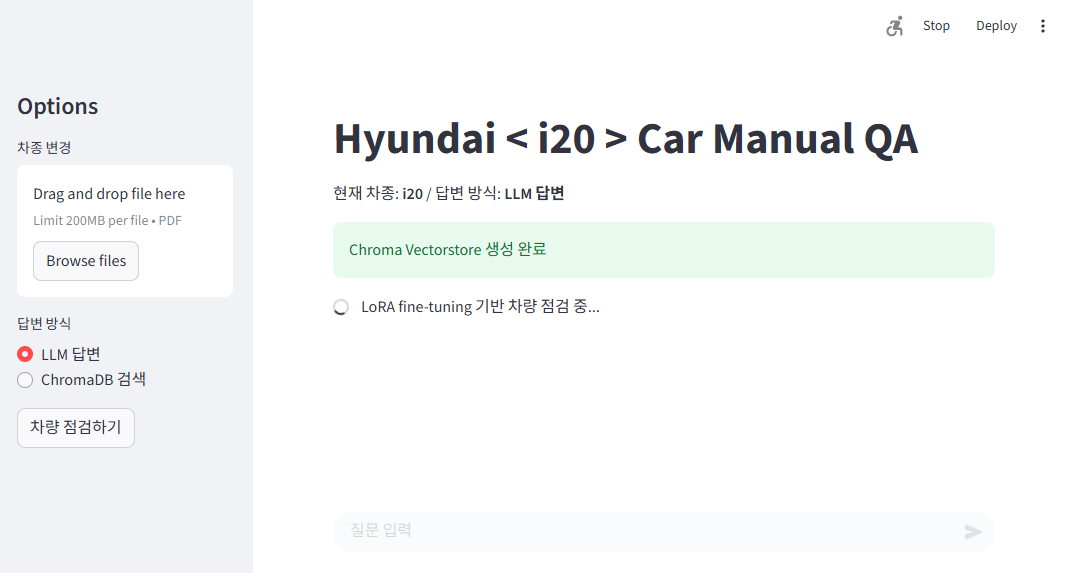 Stop
Deploy
Options
차종 변경
Drag and drop file here
Limit 200MB per file • PDF
Browse files
답변 방식
LLM 답변
ChromaDB 검색
차량 점검하기
Hyundai < i20 > Car Manual QA
현재 차종: i20 / 답변 방식: LLM 답변
Chroma Vectorstore 생성 완료
LoRA fine-tuning 기반 차량 점검 중...
질문 입력